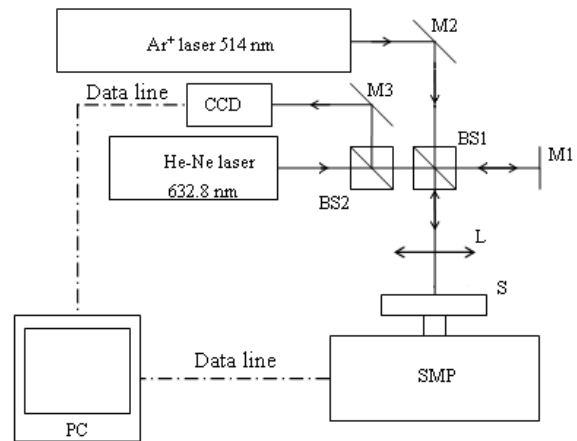 Ar+ laser 514 nm
M2
Data line
CCD
M3
He-Ne laser
632.8 nm
BS1
BS2
M1
L
S
Data line
SMP
PC